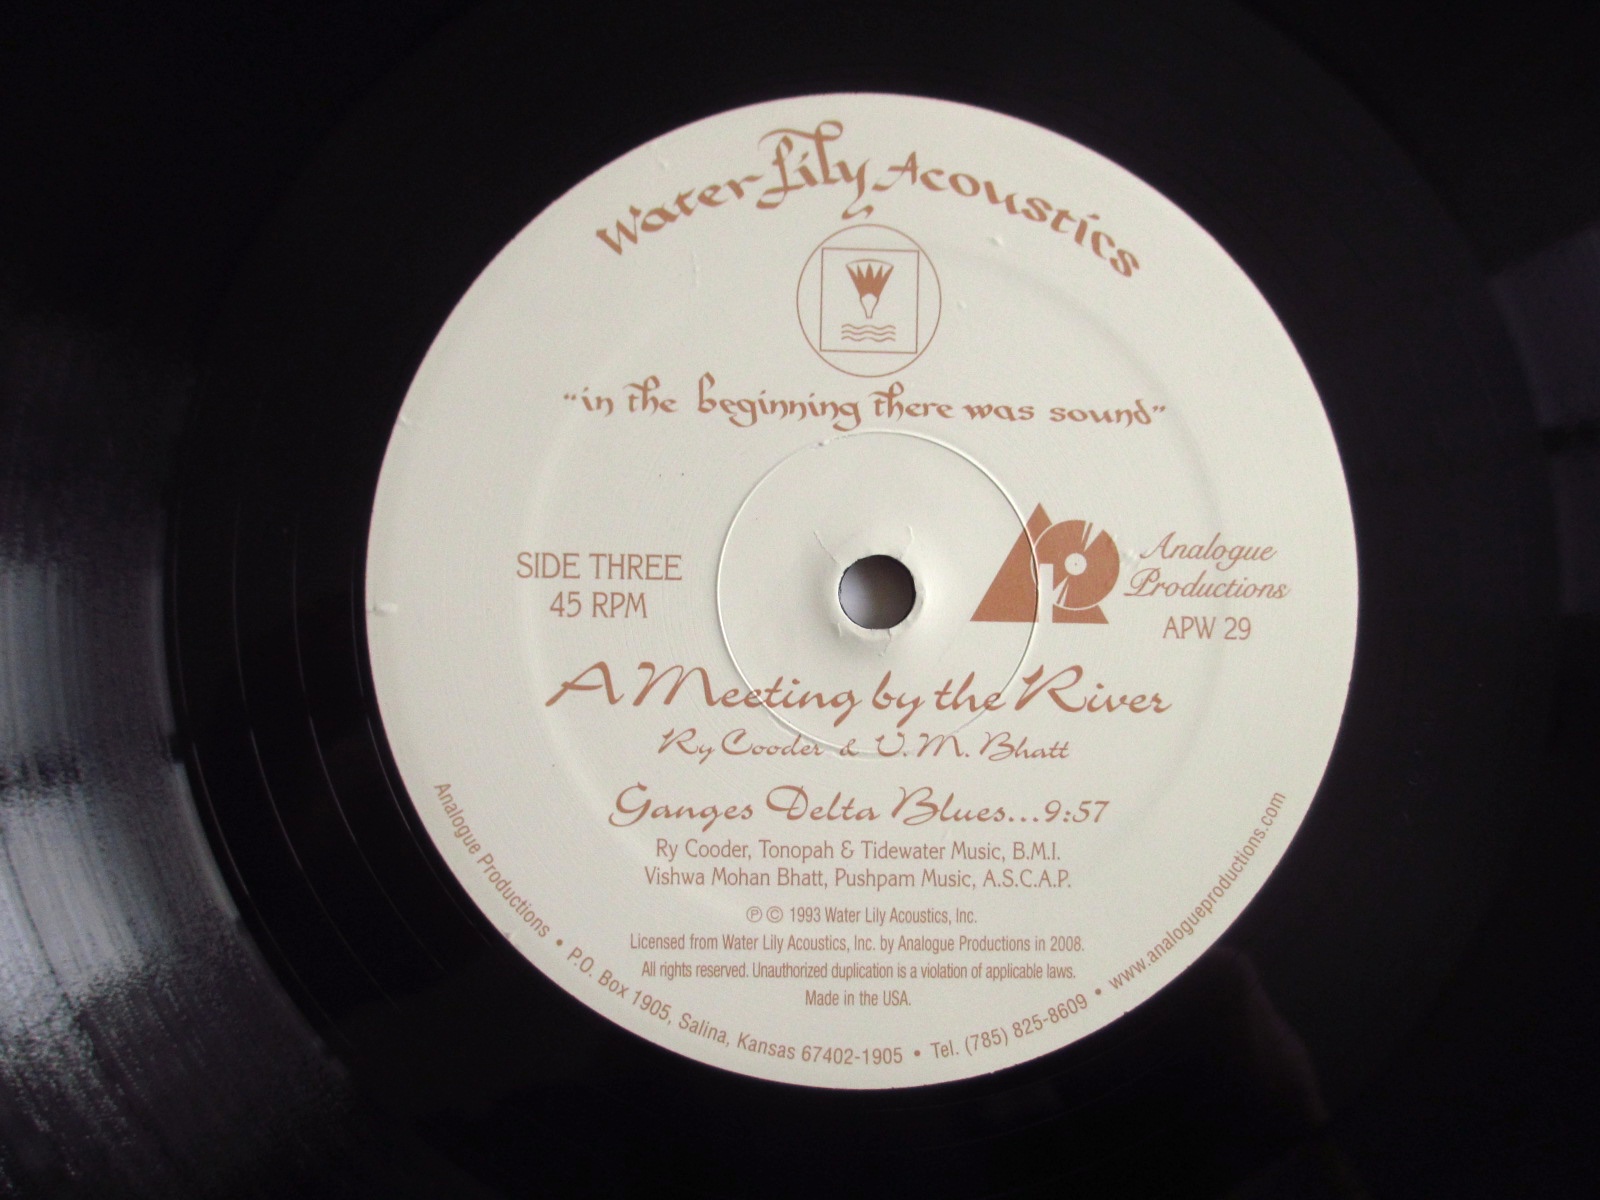 Water Lily Acoustics
"in the beginning there was sound"
SIDE THREE
45 RPM
Analogue
Productions
APW 29
A Meeting by the River
Ry Cooder & V.M. Bhatt
Ganges Delta Blues...9:57
Ry Cooder, Tonopah & Tidewater Music, B.M.I.
Vishwa Mohan Bhatt, Pushpam Music, A.S.C.A.P.
℗ © 1993 Water Lily Acoustics, Inc.
Licensed from Water Lily Acoustics, Inc. by Analogue Productions in 2008.
All rights reserved. Unauthorized duplication is a violation of applicable laws.
Made in the USA.
Analogue Productions • P.O. Box 1905, Salina, Kansas 67402-1905 • Tel. (785) 825-8609 • www.analogueproductions.com